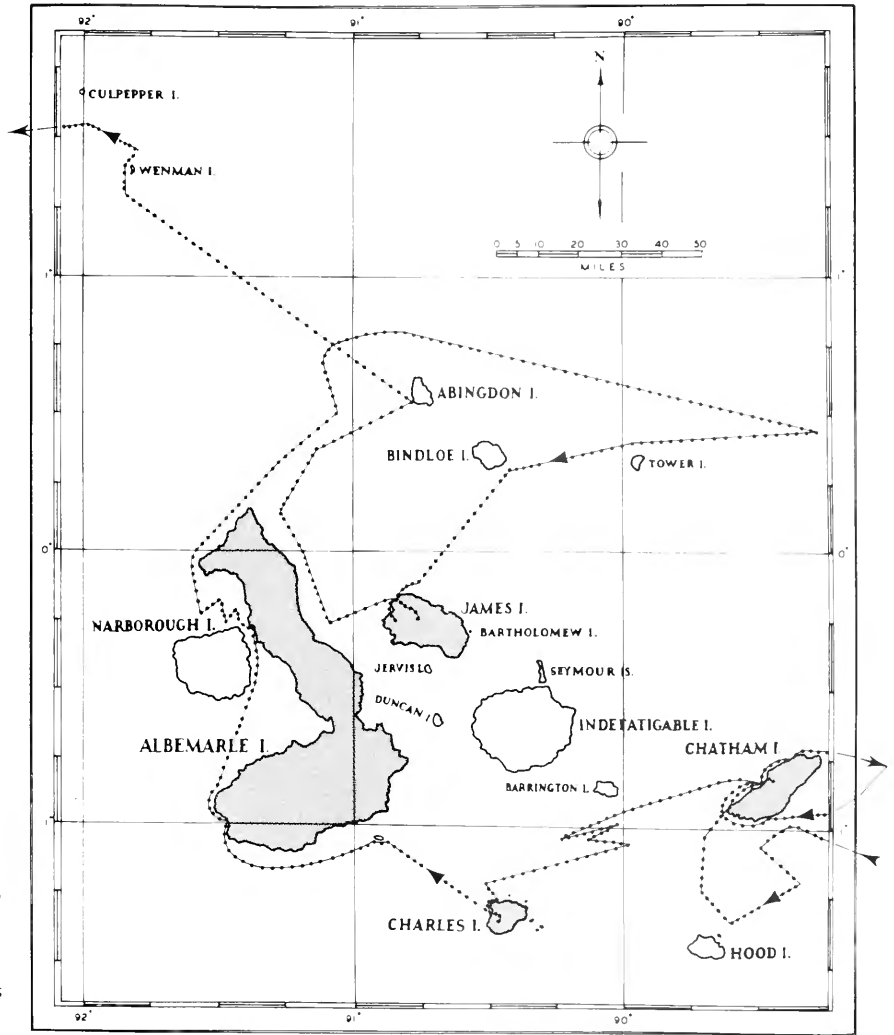 92° 91° 90°
CULPEPPER I.
N.
WENMAN I.
0 5 10 20 30 40 50
MILES
1° 1°
ABINGDON I.
BINDLOE I.
TOWER I.
0° 0°
JAMES I.
NARBOROUGH I.
BARTHOLOMEW I.
JERVIS I.
SEYMOUR IS.
DUNCAN I.
INDEFATIGABLE I.
ALBEMARLE I.
CHATHAM I.
BARRINGTON I.
1°
CHARLES I.
HOOD I.
92° 91° 90°